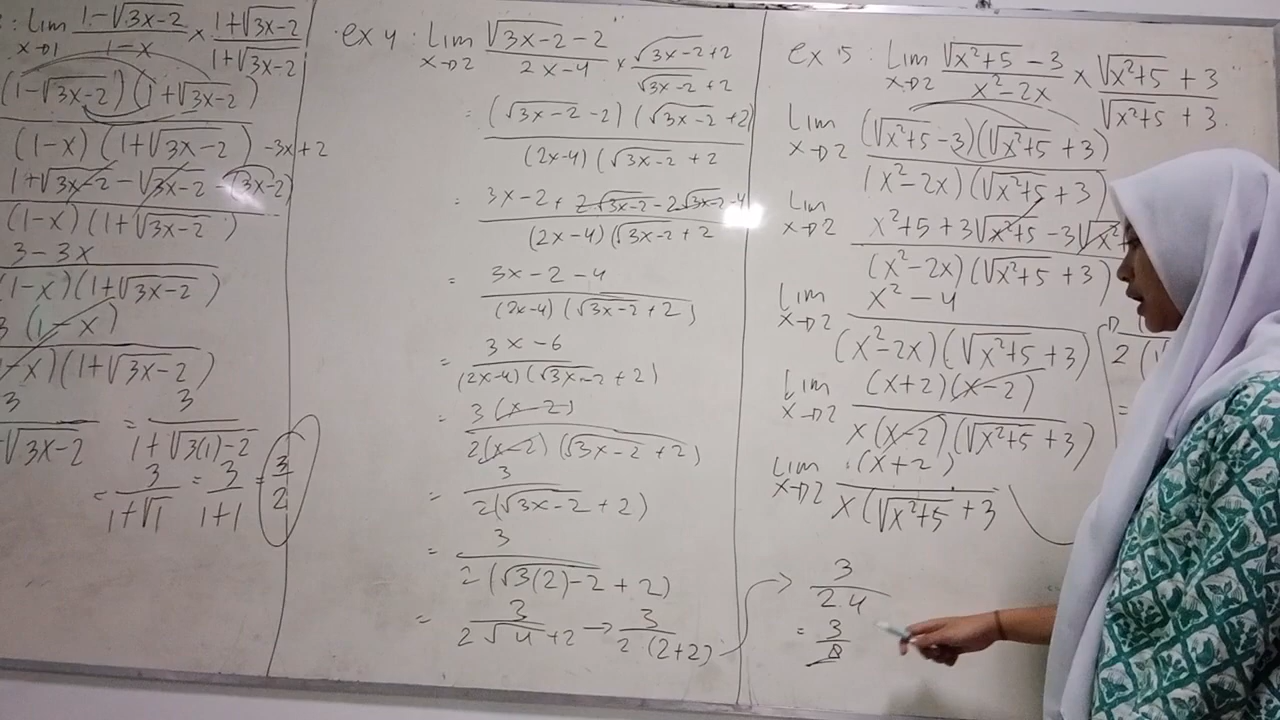 : Lim 1-√3x-2 / 1-x × 1+√3x-2 / 1+√3x-2
x→1
(1-√3x-2)(1+√3x-2)
(1-x)(1+√3x-2) -3x+2
1+√3x-2 - √3x-2 - (3x-2)
(1-x)(1+√3x-2)
3-3x
(1-x)(1+√3x-2)
3(1-x)
-x)(1+√3x-2)
3 / √3x-2 = 3 / 1+√3(1)-2
= 3 / 1+√1 = 3 / 1+1 = 3/2
ex 4 : Lim √3x-2 -2 / 2x-4 × √3x-2 +2 / √3x-2 +2
x→2
= (√3x-2 -2)(√3x-2 +2)
(2x-4)(√3x-2 +2
= 3x-2 + 2√3x-2 - 2√3x-2 -4
(2x-4)(√3x-2 +2
= 3x-2-4
(2x-4)(√3x-2 +2)
= 3x-6
(2x-4)(√3x-2 +2)
= 3(x-2)
2(x-2)(√3x-2 +2)
= 3
2(√3x-2 +2)
= 3
2(√3(2)-2 +2)
= 3 / 2√4+2 → 3 / 2(2+2)
→ 3
2.4
= 3
8
ex 5 : Lim √x²+5 -3 / x²-2x × √x²+5 +3 / √x²+5 +3
x→2
Lim (√x²+5 -3)(√x²+5 +3)
x→2 (x²-2x)(√x²+5 +3)
Lim x²+5+3√x²+5 -3√x²
x→2 (x²-2x)(√x²+5 +3)
Lim x²-4
x→2 (x²-2x)(√x²+5 +3)
Lim (x+2)(x-2)
x→2 x(x-2)(√x²+5 +3)
Lim (x+2)
x→2 x(√x²+5 +3
2(√
=